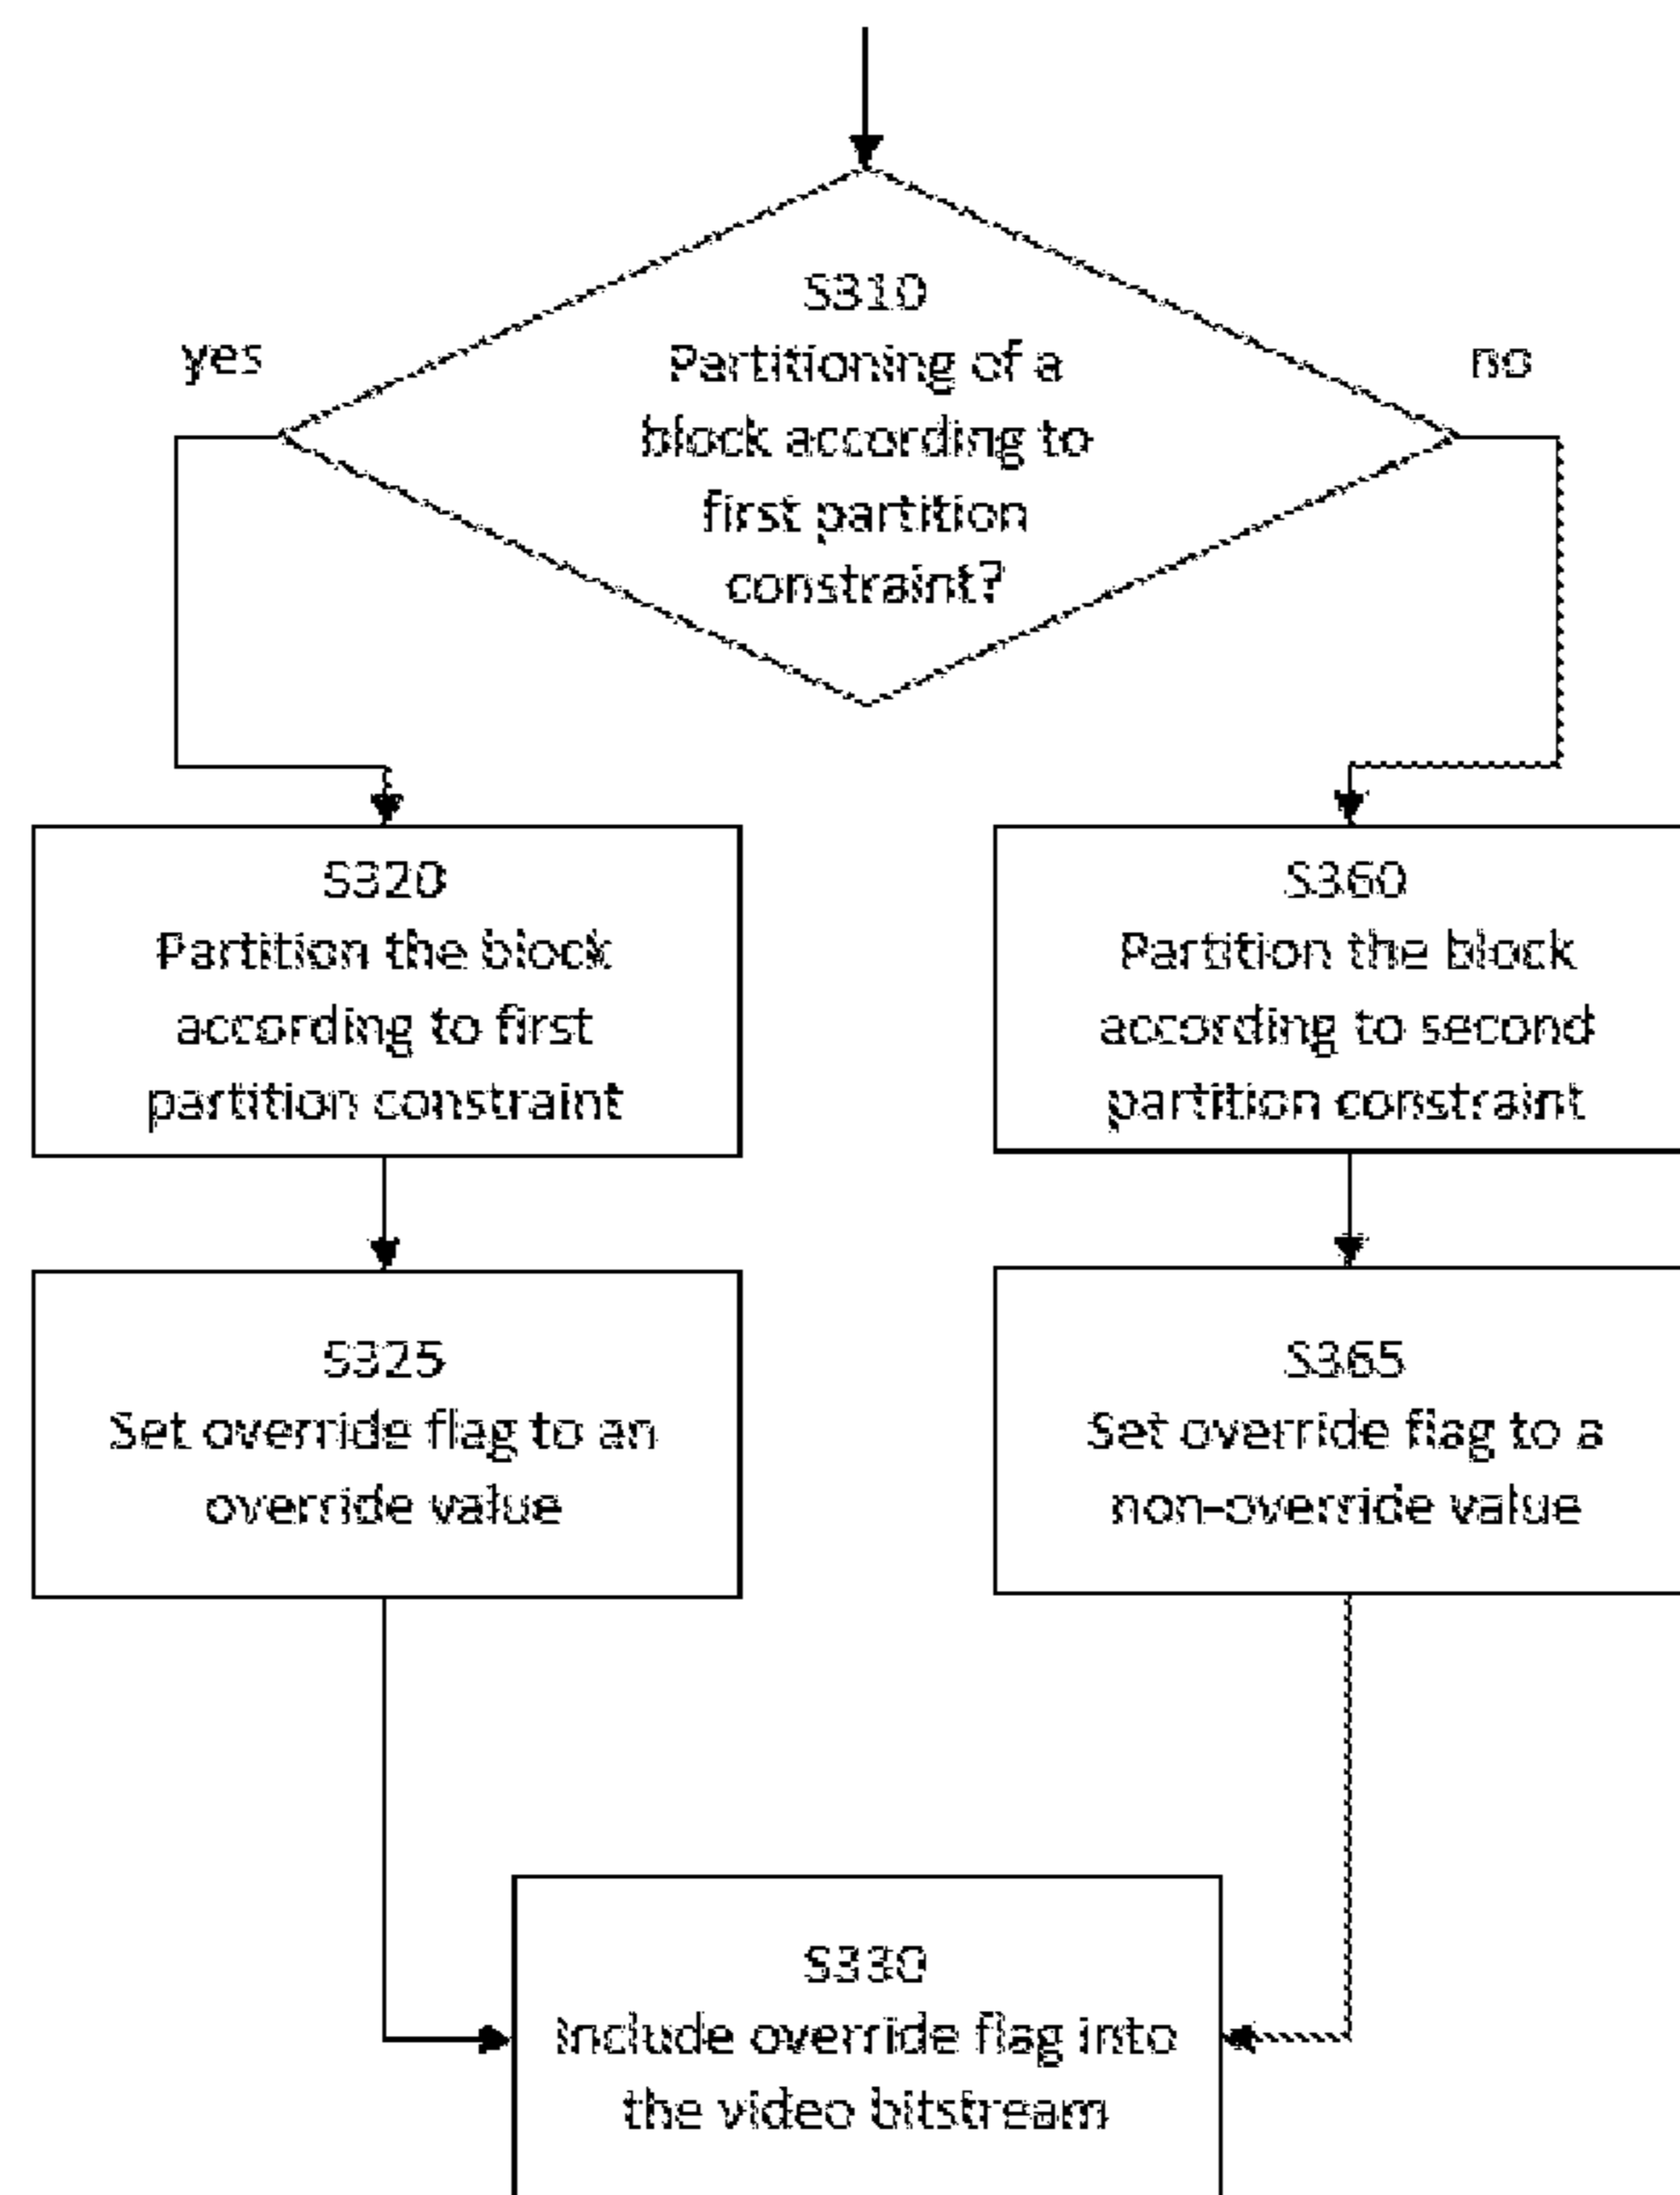 S310
Partitioning of a
block according to
first partition
constraint?
yes
no
S320
Partition the block
according to first
partition constraint
S360
Partition the block
according to second
partition constraint
S325
Set override flag to an
override value
S365
Set override flag to a
non-override value
S330
Include override flag into
the video bitstream